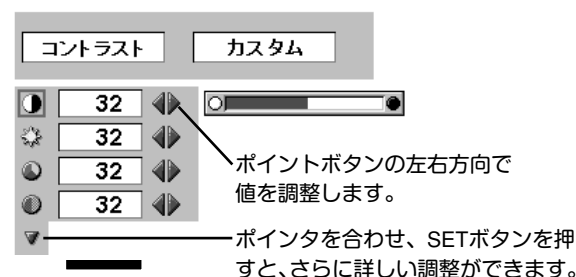 コントラスト カスタム
32
32
32
32
ポイントボタンの左右方向で
値を調整します。
ポインタを合わせ、SETボタンを押
すと、さらに詳しい調整ができます。